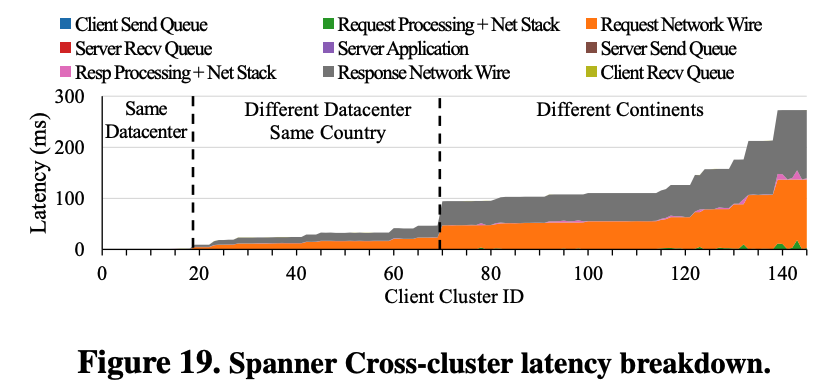 Client Send Queue Request Processing + Net Stack Request Network Wire
Server Recv Queue Server Application Server Send Queue
Resp Processing + Net Stack Response Network Wire Client Recv Queue
300
200
100
0
Latency (ms)
Same
Datacenter
Different Datacenter
Same Country
Different Continents
0 20 40 60 80 100 120 140
Client Cluster ID
Figure 19. Spanner Cross-cluster latency breakdown.